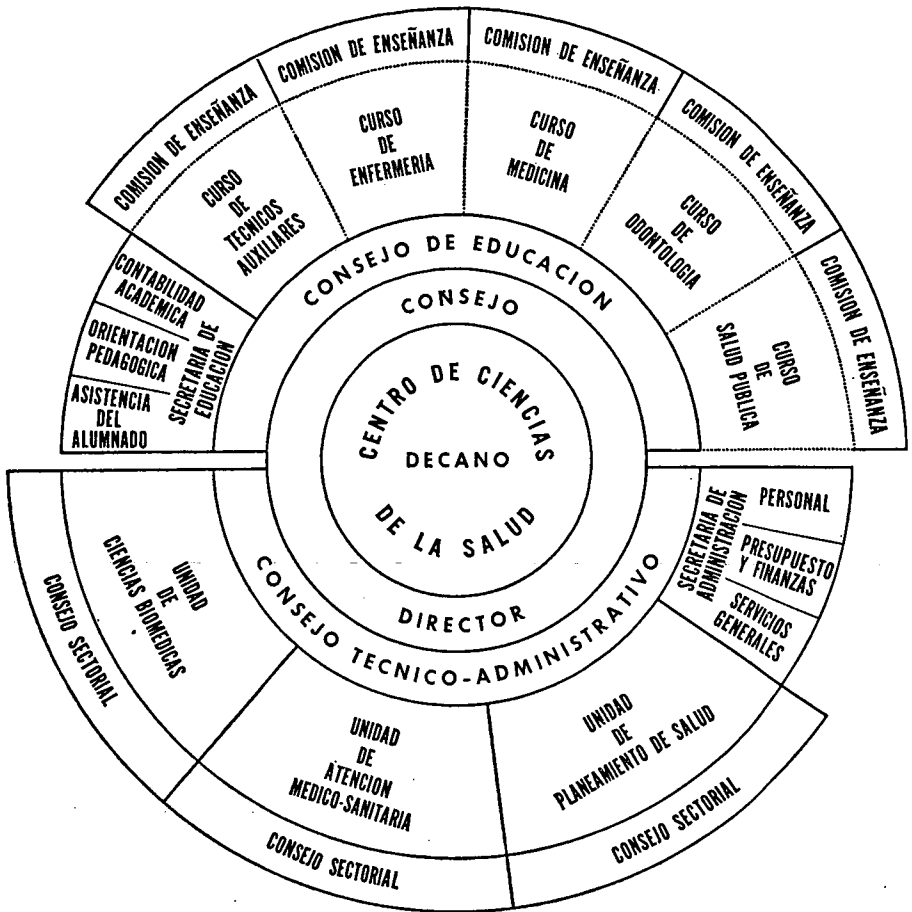 COMISION DE ENSEÑANZA
COMISION DE ENSEÑANZA
COMISION DE ENSEÑANZA
COMISION DE ENSEÑANZA
COMISION DE ENSEÑANZA
CURSO
DE
TECNICOS
AUXILIARES
CURSO
DE
ENFERMERIA
CURSO
DE
MEDICINA
CURSO
DE
ODONTOLOGIA
CURSO
DE
SALUD PUBLICA
CONTABILIDAD
ACADEMICA
ORIENTACION
PEDAGOGICA
ASISTENCIA
DEL
ALUMNADO
SECRETARIA DE
EDUCACION
CONSEJO DE EDUCACION
CONSEJO
CENTRO DE CIENCIAS
DECANO
DE LA SALUD
DIRECTOR
CONSEJO TECNICO-ADMINISTRATIVO
SECRETARIA DE
ADMINISTRACION
PERSONAL
PRESUPUESTO
Y FINANZAS
SERVICIOS
GENERALES
UNIDAD
DE
CIENCIAS BIOMEDICAS
CONSEJO SECTORIAL
UNIDAD
DE
ATENCION
MEDICO-SANITARIA
CONSEJO SECTORIAL
UNIDAD
DE
PLANEAMIENTO DE SALUD
CONSEJO SECTORIAL